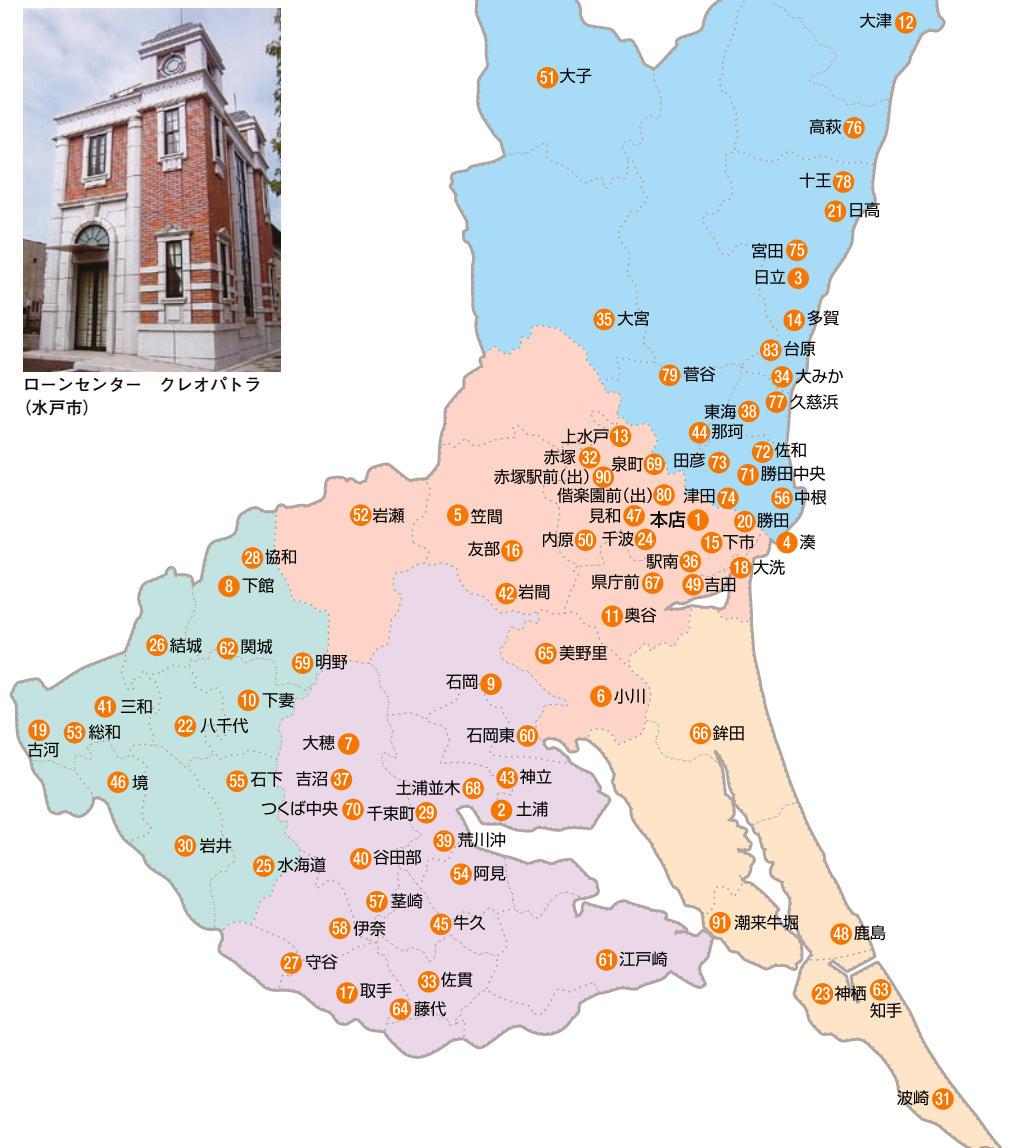 ローンセンター　クレオパトラ
（水戸市）
大津 12
51 大子
高萩 76
十王 78
21 日高
宮田 75
日立 3
35 大宮
14 多賀
83 台原
79 菅谷
34 大みか
77 久慈浜
東海 38
44 那珂
上水戸 13
72 佐和
赤塚 32
泉町 69
田彦 73
71 勝田中央
赤塚駅前（出） 90
偕楽園前（出） 80
津田 74
56 中根
52 岩瀬
5 笠間
見和 47
本店 1
20 勝田
内原 50
千波 24
15 下市
4 湊
友部 16
28 協和
駅南 36
18 大洗
8 下館
県庁前 67
49 吉田
42 岩間
11 奥谷
26 結城
62 関城
65 美野里
59 明野
石岡 9
6 小川
10 下妻
41 三和
22 八千代
19
古河
53 総和
石岡東 60
66 鉾田
大穂 7
46 境
55 石下
吉沼 37
43 神立
土浦並木 68
つくば中央 70
千束町 29
2 土浦
30 岩井
39 荒川沖
25 水海道
40 谷田部
54 阿見
57 茎崎
58 伊奈
45 牛久
91 潮来牛堀
48 鹿島
27 守谷
61 江戸崎
33 佐貫
17 取手
23 神栖
63
知手
64 藤代
波崎 31